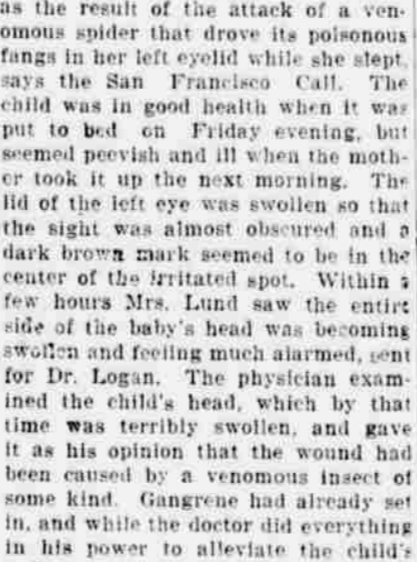 as the result of the attack of a ven-
omous spider that drove its poisonous
fangs in her left eyelid while she slept,
says the San Francisco Call. The
child was in good health when it was
put to bed on Friday evening, but
seemed peevish and ill when the moth-
er took it up the next morning. The
lid of the left eye was swollen so that
the sight was almost obscured and a
dark brown mark seemed to be in the
center of the irritated spot. Within a
few hours Mrs. Lund saw the entire
side of the baby's head was becoming
swollen and feeling much alarmed, sent
for Dr. Logan. The physician exam-
ined the child's head, which by that
time was terribly swollen, and gave
it as his opinion that the wound had
been caused by a venomous insect of
some kind. Gangrene had already set
in, and while the doctor did everything
in his power to alleviate the child's